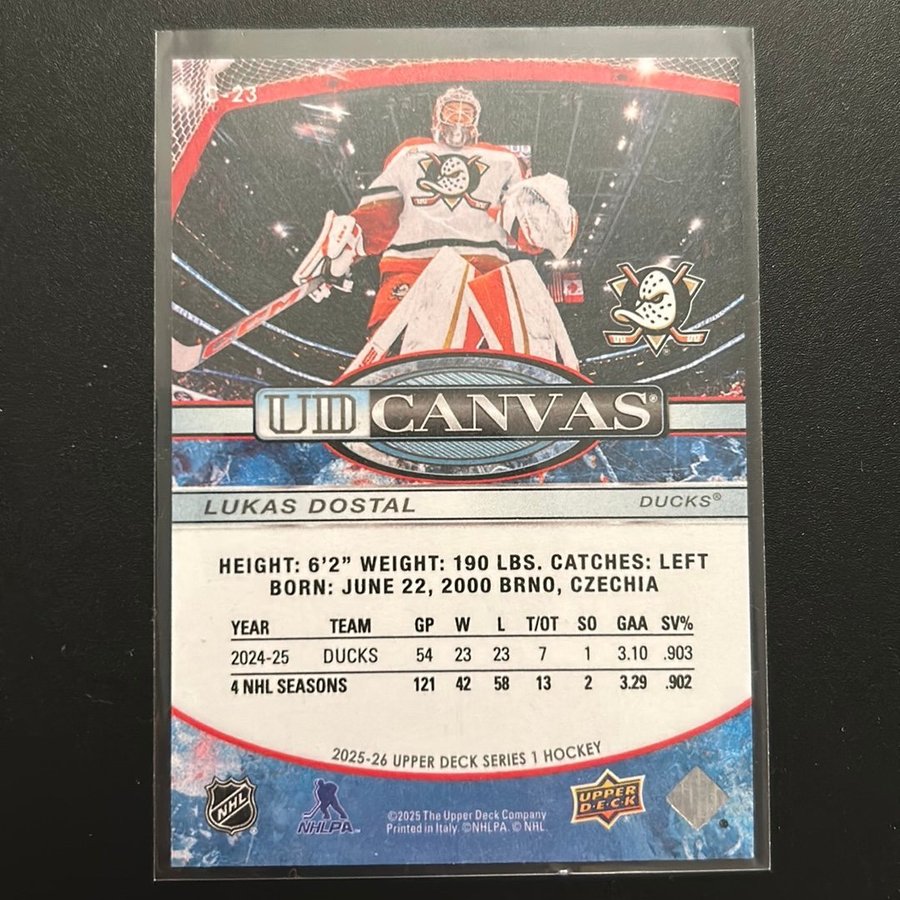 C-23
UD CANVAS®
LUKAS DOSTAL DUCKS®
HEIGHT: 6'2" WEIGHT: 190 LBS. CATCHES: LEFT
BORN: JUNE 22, 2000 BRNO, CZECHIA
YEAR TEAM GP W L T/OT SO GAA SV%
2024-25 DUCKS 54 23 23 7 1 3.10 .903
4 NHL SEASONS 121 42 58 13 2 3.29 .902
2025-26 UPPER DECK SERIES 1 HOCKEY
NHL
NHLPA
©2025 The Upper Deck Company
Printed in Italy. ©NHLPA. © NHL.
UPPER
DECK